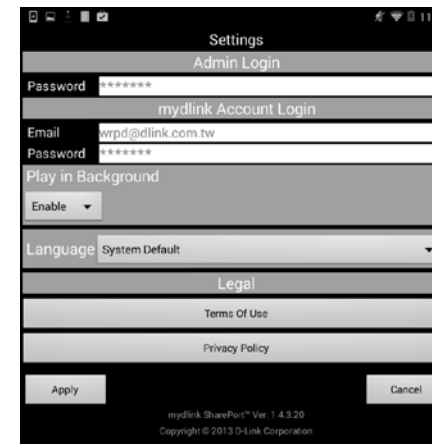 11
Settings
Admin Login
Password *******
mydlink Account Login
Email wrpd@dlink.com.tw
Password *******
Play in Background
Enable
Language System Default
Legal
Terms Of Use
Privacy Policy
Apply Cancel
mydlink SharePort™ Ver. 1.4.3.20
Copyright © 2013 D-Link Corporation